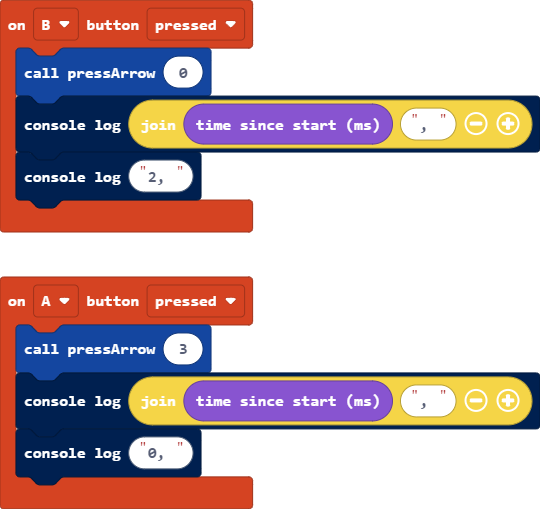 on B button pressed
call pressArrow 0
console log join time since start (ms) ", "
console log "2, "
on A button pressed
call pressArrow 3
console log join time since start (ms) ", "
console log "0, "